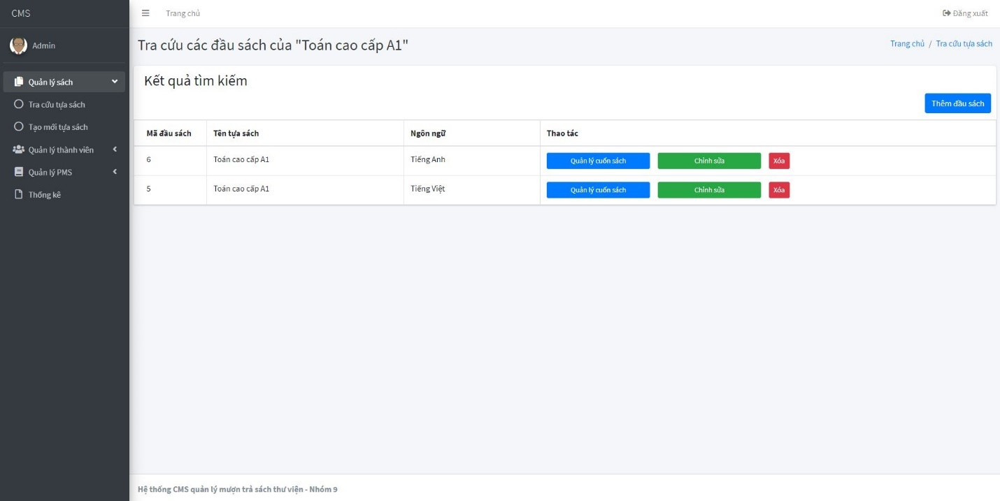 CMS
Trang chủ
Đăng xuất
Admin
Quản lý sách
Tra cứu tựa sách
Tạo mới tựa sách
Quản lý thành viên
Quản lý PMS
Thống kê
Tra cứu các đầu sách của "Toán cao cấp A1"
Trang chủ / Tra cứu tựa sách
Kết quả tìm kiếm
Thêm đầu sách
Mã đầu sách Tên tựa sách Ngôn ngữ Thao tác
6 Toán cao cấp A1 Tiếng Anh Quản lý cuốn sách Chỉnh sửa Xóa
5 Toán cao cấp A1 Tiếng Việt Quản lý cuốn sách Chỉnh sửa Xóa
Hệ thống CMS quản lý mượn trả sách thư viện - Nhóm 9